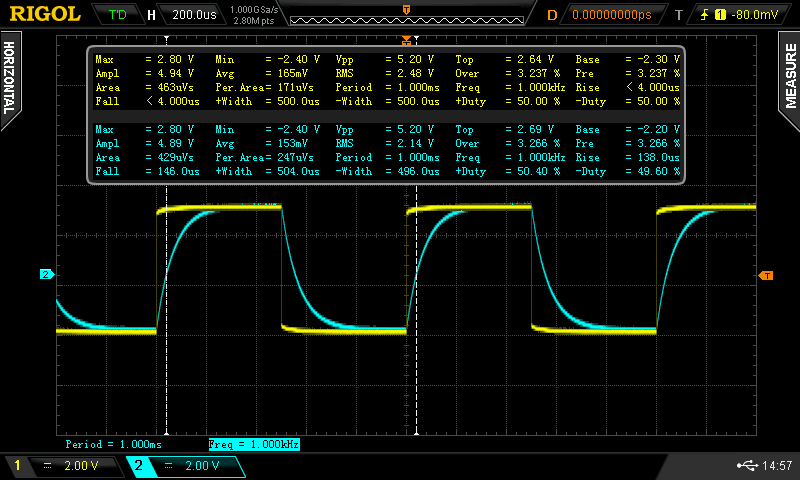 RIGOL T'D H 200.0us 1.000GSa/s 2.80M pts T D 0.00000000ps T 1 -80.0mV
HORIZONTAL
MEASURE
Max = 2.80 V Min = -2.40 V Vpp = 5.20 V Top = 2.64 V Base = -2.30 V
Ampl = 4.94 V Avg = 165mV RMS = 2.48 V Over = 3.237 % Pre = 3.237 %
Area = 463uVs Per.Area= 171uVs Period = 1.000ms Freq = 1.000kHz Rise < 4.000us
Fall < 4.000us +Width = 500.0us -Width = 500.0us +Duty = 50.00 % -Duty = 50.00 %
Max = 2.80 V Min = -2.40 V Vpp = 5.20 V Top = 2.69 V Base = -2.20 V
Ampl = 4.89 V Avg = 153mV RMS = 2.14 V Over = 3.266 % Pre = 3.266 %
Area = 429uVs Per.Area= 247uVs Period = 1.000ms Freq = 1.000kHz Rise = 138.0us
Fall = 146.0us +Width = 504.0us -Width = 496.0us +Duty = 50.40 % -Duty = 49.60 %
2
T
Period = 1.000ms Freq = 1.000kHz
1 2.00 V 2 2.00 V 14:57